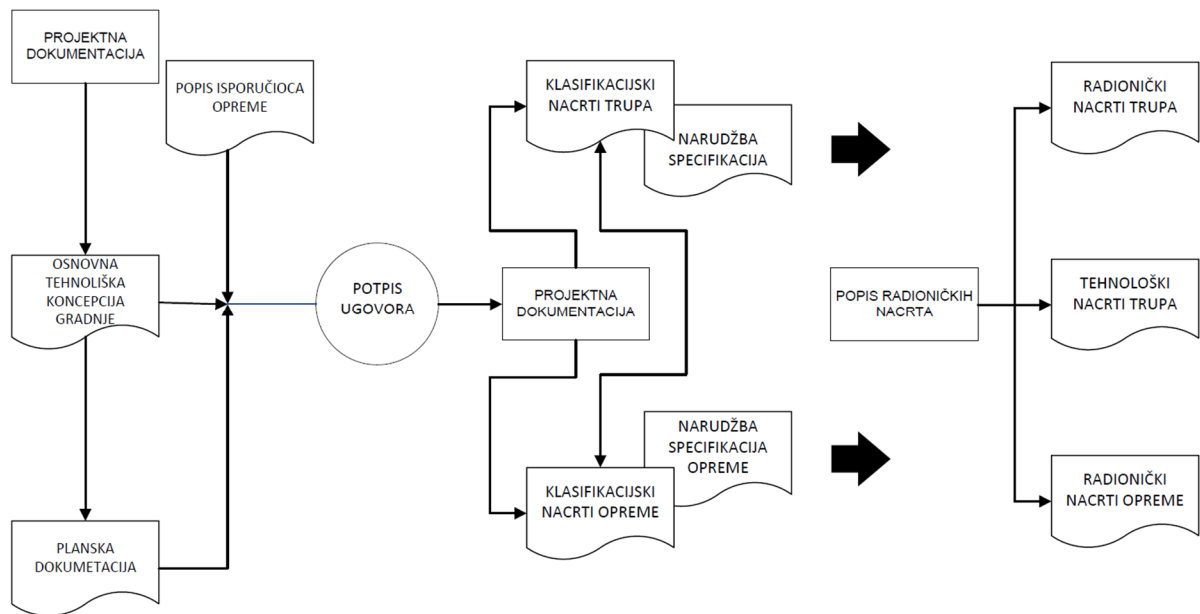 PROJEKTNA
DOKUMENTACIJA
POPIS ISPORUČIOCA
OPREME
OSNOVNA
TEHNOLIŠKA
KONCEPCIJA
GRADNJE
PLANSKA
DOKUMETACIJA
POTPIS
UGOVORA
KLASIFIKACIJSKI
NACRTI TRUPA
NARUDŽBA
SPECIFIKACIJA
PROJEKTNA
DOKUMENTACIJA
NARUDŽBA
SPECIFIKACIJA
OPREME
KLASIFIKACIJSKI
NACRTI OPREME
POPIS RADIONIČKIH
NACRTA
RADIONIČKI
NACRTI TRUPA
TEHNOLOŠKI
NACRTI TRUPA
RADIONIČKI
NACRTI OPREME